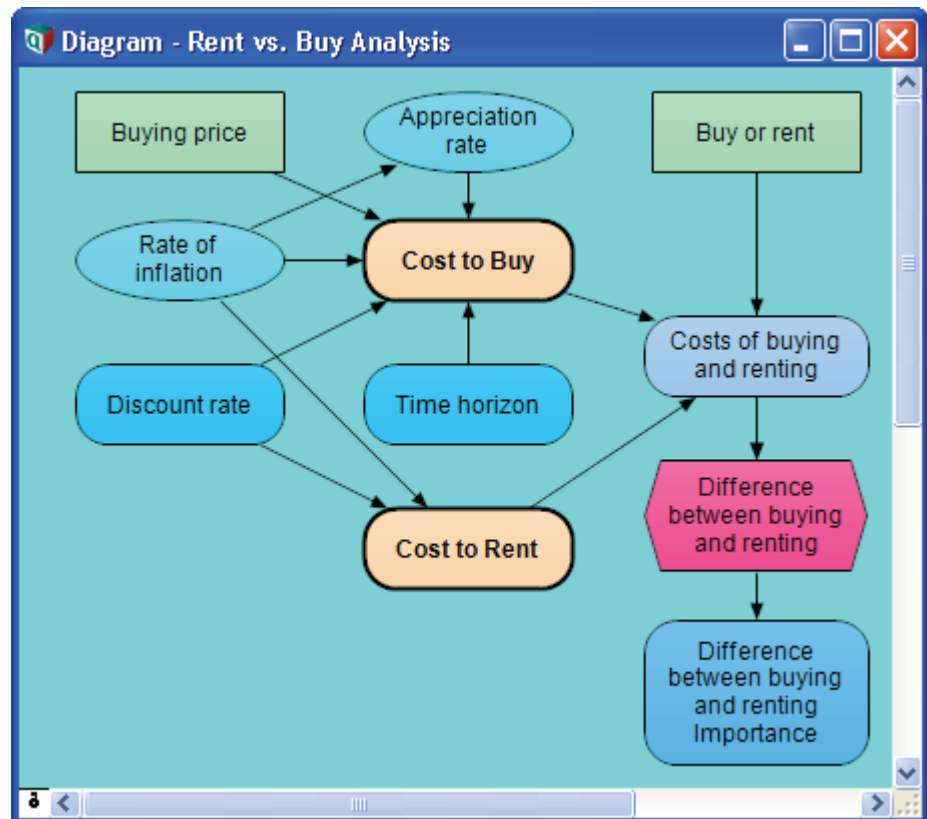 Diagram - Rent vs. Buy Analysis
Buying price
Appreciation
rate
Buy or rent
Rate of
inflation
Cost to Buy
Costs of buying
and renting
Discount rate
Time horizon
Difference
between buying
and renting
Cost to Rent
Difference
between buying
and renting
Importance